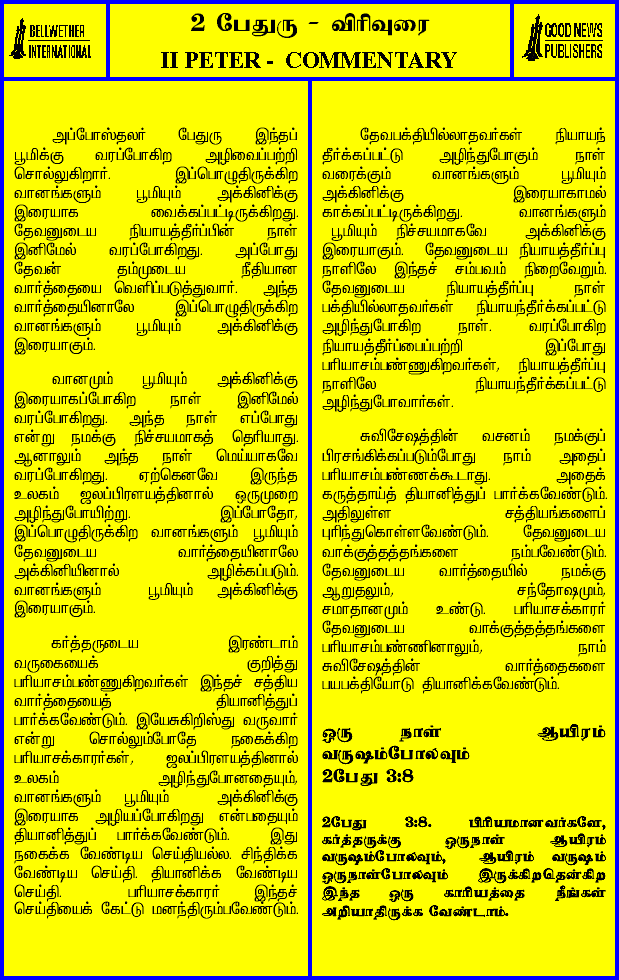 BELLWETHER
INTERNATIONAL
2 பேதுரு - விரிவுரை
II PETER - COMMENTARY
GOOD NEWS
PUBLISHERS
அப்போஸ்தலர் பேதுரு இந்தப்
பூமிக்கு வரப்போகிற அழிவைப்பற்றி
சொல்லுகிறார். இப்பொழுதிருக்கிற
வானங்களும் பூமியும் அக்கினிக்கு
இரையாக வைக்கப்பட்டிருக்கிறது.
தேவனுடைய நியாயத்தீர்ப்பின் நாள்
இனிமேல் வரப்போகிறது. அப்போது
தேவன் தம்முடைய நீதியான
வார்த்தையை வெளிப்படுத்துவார். அந்த
வார்த்தையினாலே இப்பொழுதிருக்கிற
வானங்களும் பூமியும் அக்கினிக்கு
இரையாகும்.
வானமும் பூமியும் அக்கினிக்கு
இரையாகப்போகிற நாள் இனிமேல்
வரப்போகிறது. அந்த நாள் எப்போது
என்று நமக்கு நிச்சயமாகத் தெரியாது.
ஆனாலும் அந்த நாள் மெய்யாகவே
வரப்போகிறது. ஏற்கெனவே இருந்த
உலகம் ஜலப்பிரளயத்தினால் ஒருமுறை
அழிந்துபோயிற்று. இப்போதோ,
இப்பொழுதிருக்கிற வானங்களும் பூமியும்
தேவனுடைய வார்த்தையினாலே
அக்கினியினால் அழிக்கப்படும்.
வானங்களும் பூமியும் அக்கினிக்கு
இரையாகும்.
கர்த்தருடைய இரண்டாம்
வருகையைக் குறித்து
பரியாசம்பண்ணுகிறவர்கள் இந்தச் சத்திய
வார்த்தையைத் தியானித்துப்
பார்க்கவேண்டும். இயேசுகிறிஸ்து வருவார்
என்று சொல்லும்போதே நகைக்கிற
பரியாசக்காரர்கள், ஜலப்பிரளயத்தினால்
உலகம் அழிந்துபோனதையும்,
வானங்களும் பூமியும் அக்கினிக்கு
இரையாக அழியப்போகிறது என்பதையும்
தியானித்துப் பார்க்கவேண்டும். இது
நகைக்க வேண்டிய செய்தியல்ல. சிந்திக்க
வேண்டிய செய்தி. தியானிக்க வேண்டிய
செய்தி. பரியாசக்காரர் இந்தச்
செய்தியைக் கேட்டு மனந்திரும்பவேண்டும்.
தேவபக்தியில்லாதவர்கள் நியாயந்
தீர்க்கப்பட்டு அழிந்துபோகும் நாள்
வரைக்கும் வானங்களும் பூமியும்
அக்கினிக்கு இரையாகாமல்
காக்கப்பட்டிருக்கிறது. வானங்களும்
பூமியும் நிச்சயமாகவே அக்கினிக்கு
இரையாகும். தேவனுடைய நியாயத்தீர்ப்பு
நாளிலே இந்தச் சம்பவம் நிறைவேறும்.
தேவனுடைய நியாயத்தீர்ப்பு நாள்
பக்தியில்லாதவர்கள் நியாயந்தீர்க்கப்பட்டு
அழிந்துபோகிற நாள். வரப்போகிற
நியாயத்தீர்ப்பைப்பற்றி இப்போது
பரியாசம்பண்ணுகிறவர்கள், நியாயத்தீர்ப்பு
நாளிலே நியாயந்தீர்க்கப்பட்டு
அழிந்துபோவார்கள்.
சுவிசேஷத்தின் வசனம் நமக்குப்
பிரசங்கிக்கப்படும்போது நாம் அதைப்
பரியாசம்பண்ணக்கூடாது. அதைக்
கருத்தாய்த் தியானித்துப் பார்க்கவேண்டும்.
அதிலுள்ள சத்தியங்களைப்
புரிந்துகொள்ளவேண்டும். தேவனுடைய
வாக்குத்தத்தங்களை நம்பவேண்டும்.
தேவனுடைய வார்த்தையில் நமக்கு
ஆறுதலும், சந்தோஷமும்,
சமாதானமும் உண்டு. பரியாசக்காரர்
தேவனுடைய வாக்குத்தத்தங்களை
பரியாசம்பண்ணினாலும், நாம்
சுவிசேஷத்தின் வார்த்தைகளை
பயபக்தியோடு தியானிக்கவேண்டும்.
ஒரு நாள் ஆயிரம்
வருஷம்போலவும்
2பேது 3:8
2பேது 3:8. பிரியமானவர்களே,
கர்த்தருக்கு ஒருநாள் ஆயிரம்
வருஷம்போலவும், ஆயிரம் வருஷம்
ஒருநாள்போலவும் இருக்கிறதென்கிற
இந்த ஒரு காரியத்தை நீங்கள்
அறியாதிருக்க வேண்டாம்.